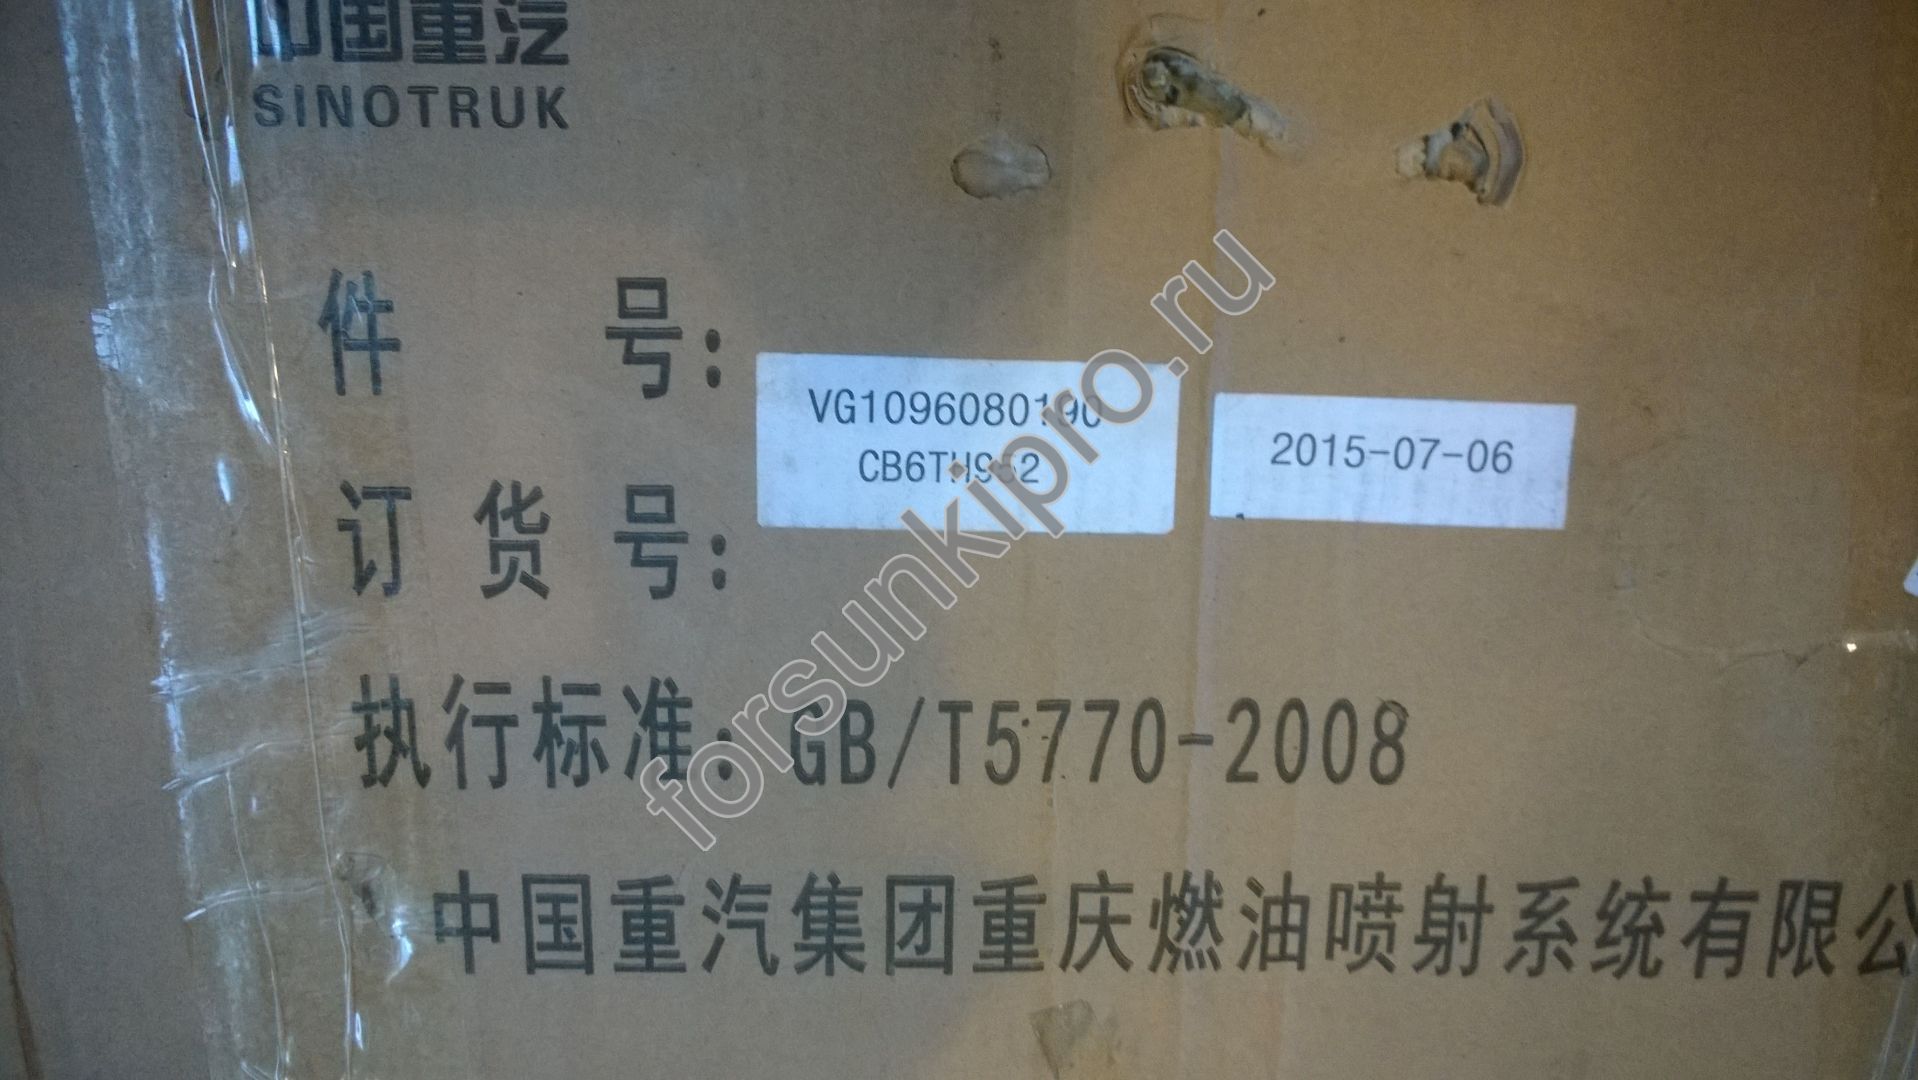 中国重汽
SINOTRUK
件 号:
VG1096080190
CB6TH952
2015-07-06
订 货 号:
执行标准: GB/T5770-2008
中国重汽集团重庆燃油喷射系统有限公
forsunkipro.ru